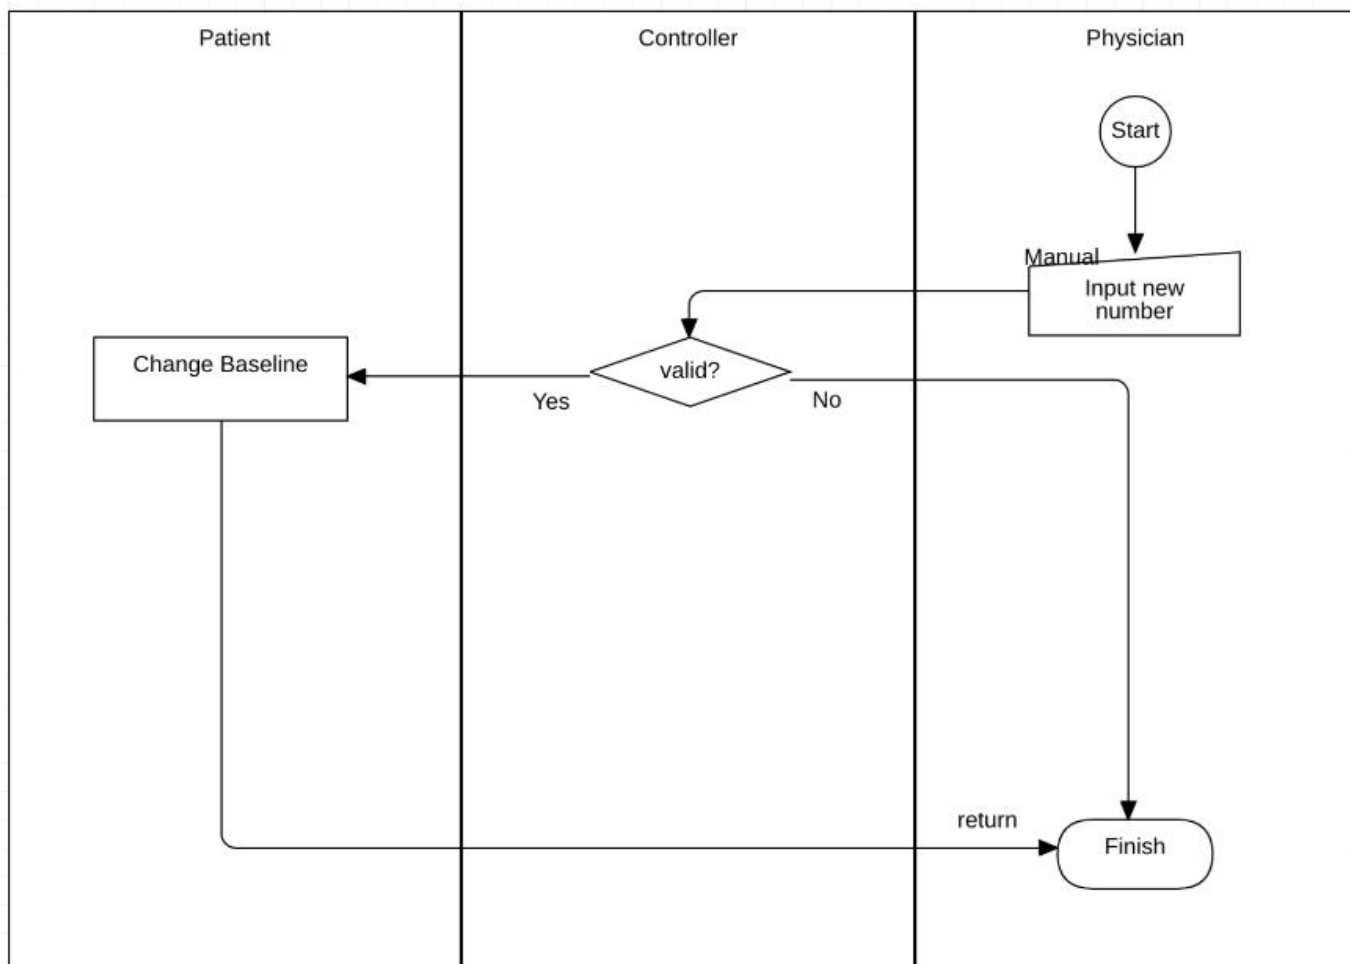 Patient
Controller
Physician
Start
Manual
Input new
number
Change Baseline
valid?
Yes
No
return
Finish